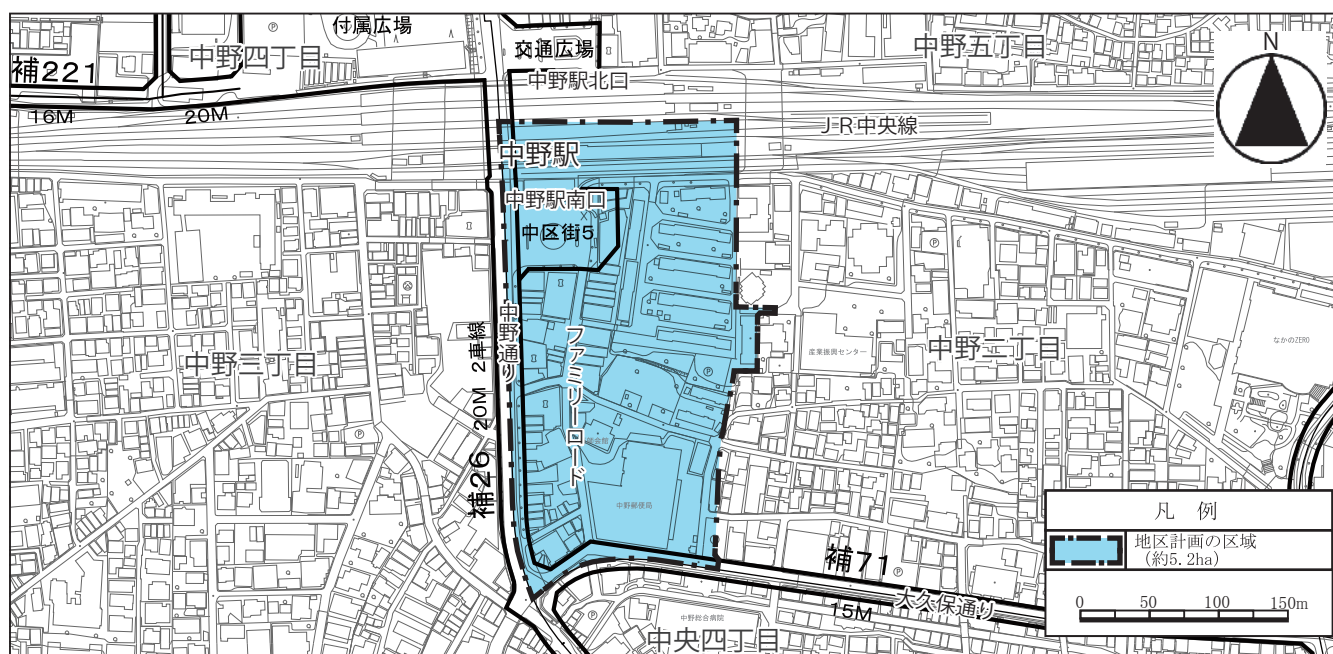 付属広場
中野四丁目
交通広場
中野五丁目
N
補221
中野駅北口
16M
20M
JR中央線
中野駅
中野駅南口
中区街5
中野通り
ファミリーロード
中野三丁目
補26 20M 2車線
産業振興センター
中野二丁目
なかのZERO
中野郵便局
凡 例
地区計画の区域
(約5.2ha)
補71
大久保通り
15M
0 50 100 150m
中野総合病院
中央四丁目